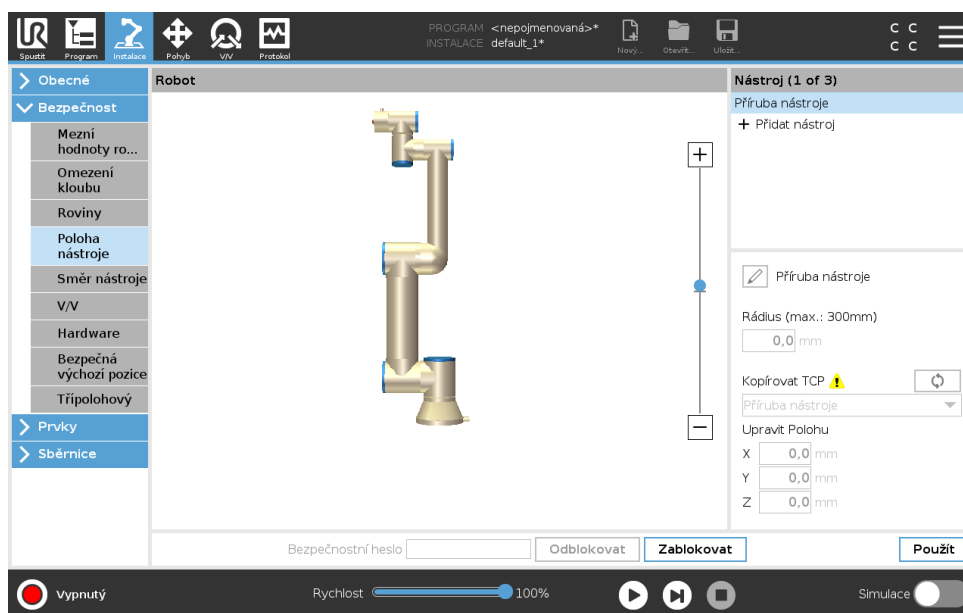 PROGRAM <nepojmenovaná>*
INSTALACE default_1*
Spustit
Program
Instalace
Pohyb
V/V
Protokol
Nový...
Otevřít...
Uložit...
C C
C C
Obecné
Bezpečnost
Mezní
hodnoty ro...
Omezení
kloubu
Roviny
Poloha
nástroje
Směr nástroje
V/V
Hardware
Bezpečná
výchozí pozice
Třípolohový
Prvky
Sběrnice
Robot
Nástroj (1 of 3)
Příruba nástroje
+ Přidat nástroj
Příruba nástroje
Rádius (max.: 300mm)
0,0 mm
Kopírovat TCP
Příruba nástroje
Upravit Polohu
X 0,0 mm
Y 0,0 mm
Z 0,0 mm
Bezpečnostní heslo
Odblokovat
Zablokovat
Použít
Vypnutý
Rychlost
100%
Simulace